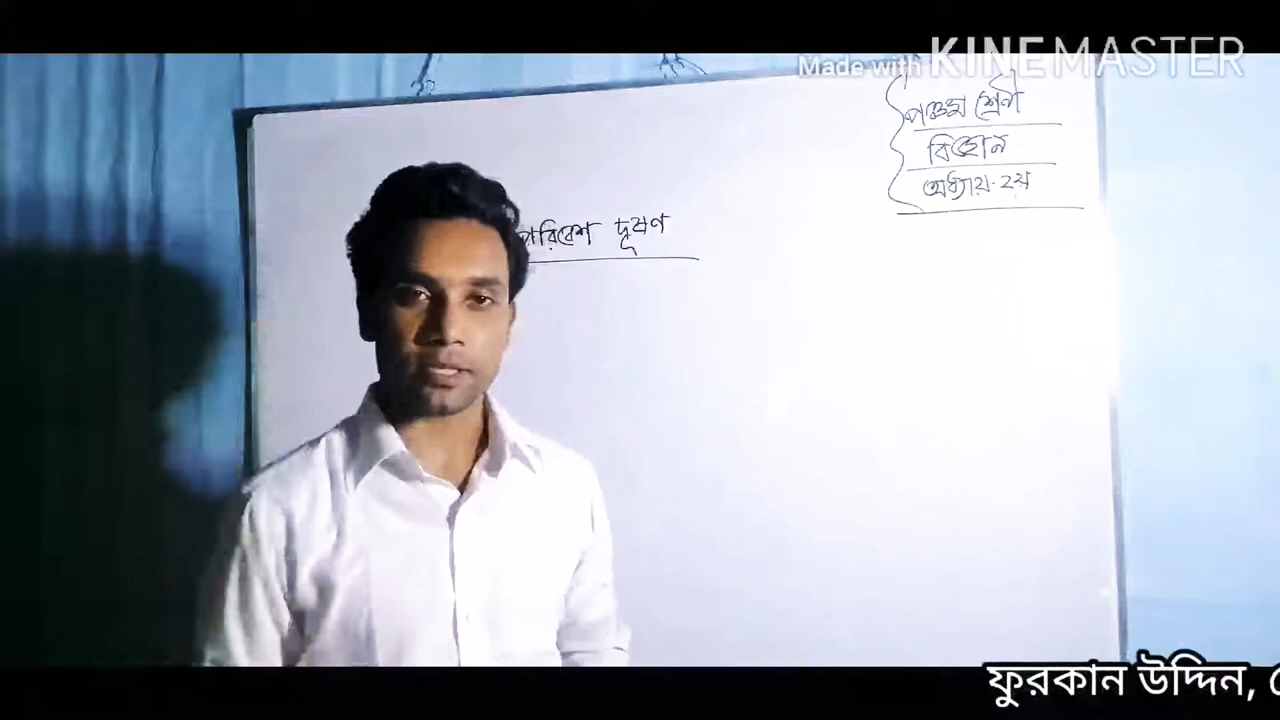 Made with KINEMASTER
পঞ্চম শ্রেণী
বিজ্ঞান
অধ্যায়-২য়
পরিবেশ দূষণ
ফুরকান উদ্দিন,